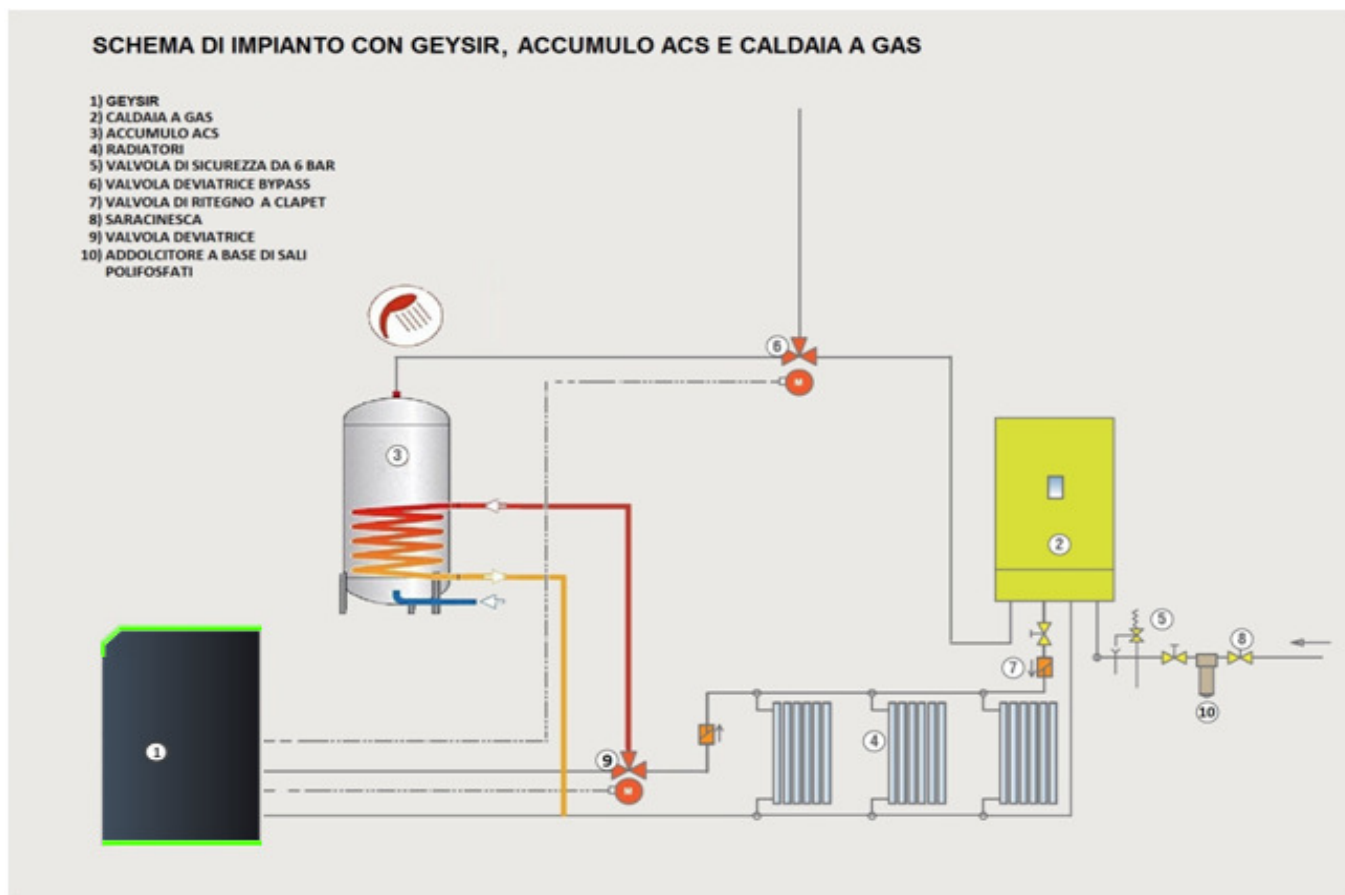 SCHEMA DI IMPIANTO CON GEYSIR, ACCUMULO ACS E CALDAIA A GAS
1) GEYSIR
2) CALDAIA A GAS
3) ACCUMULO ACS
4) RADIATORI
5) VALVOLA DI SICUREZZA DA 6 BAR
6) VALVOLA DEVIATRICE BYPASS
7) VALVOLA DI RITEGNO A CLAPET
8) SARACINESCA
9) VALVOLA DEVIATRICE
10) ADDOLCITORE A BASE DI SALI
POLIFOSFATI
6
M
3
2
5
8
7
10
4
1
9
M